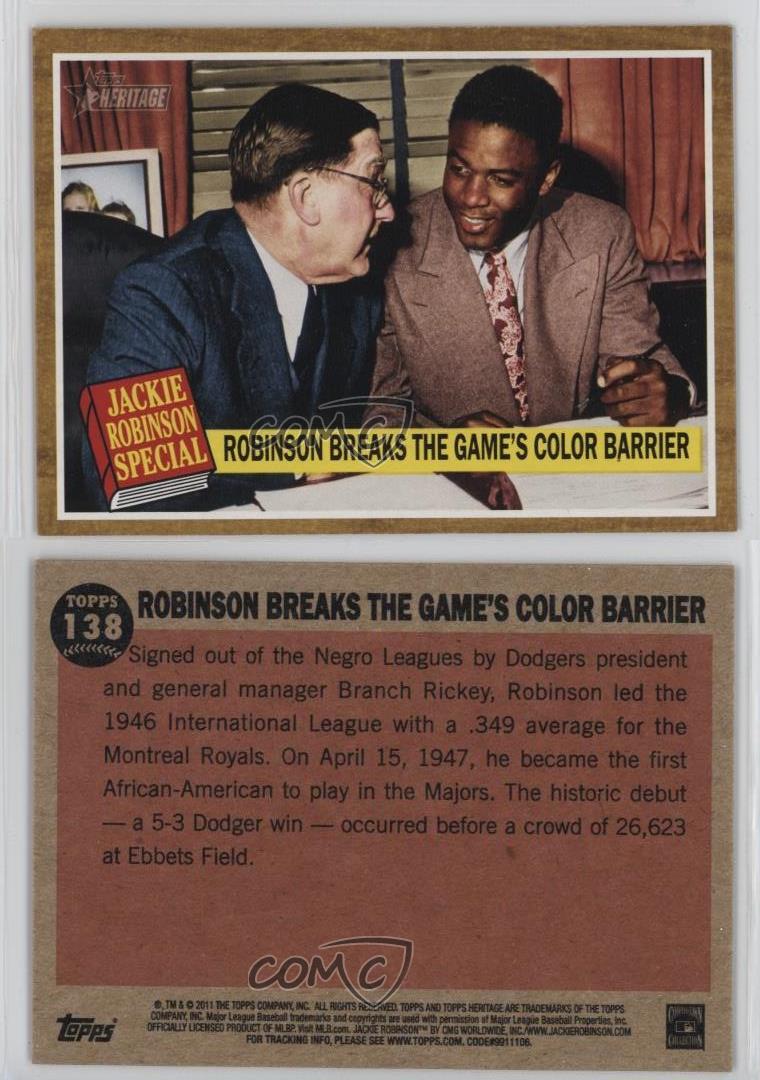 Topps
HERITAGE
JACKIE
ROBINSON
SPECIAL
ROBINSON BREAKS THE GAME'S COLOR BARRIER
COMC
TOPPS
138
ROBINSON BREAKS THE GAME'S COLOR BARRIER
Signed out of the Negro Leagues by Dodgers president
and general manager Branch Rickey, Robinson led the
1946 International League with a .349 average for the
Montreal Royals. On April 15, 1947, he became the first
African-American to play in the Majors. The historic debut
— a 5-3 Dodger win — occurred before a crowd of 26,623
at Ebbets Field.
COMC
Topps
®, TM & © 2011 THE TOPPS COMPANY, INC. ALL RIGHTS RESERVED. TOPPS AND TOPPS HERITAGE ARE TRADEMARKS OF THE TOPPS
COMPANY, INC. Major League Baseball trademarks and copyrights are used with permission of Major League Baseball Properties, Inc.
OFFICIALLY LICENSED PRODUCT OF MLBP. Visit MLB.com. JACKIE ROBINSON™ BY CMG WORLDWIDE, INC./WWW.JACKIEROBINSON.COM
FOR TRACKING INFO, PLEASE SEE WWW.TOPPS.COM. CODE#9911106.
COOPERSTOWN
COLLECTION